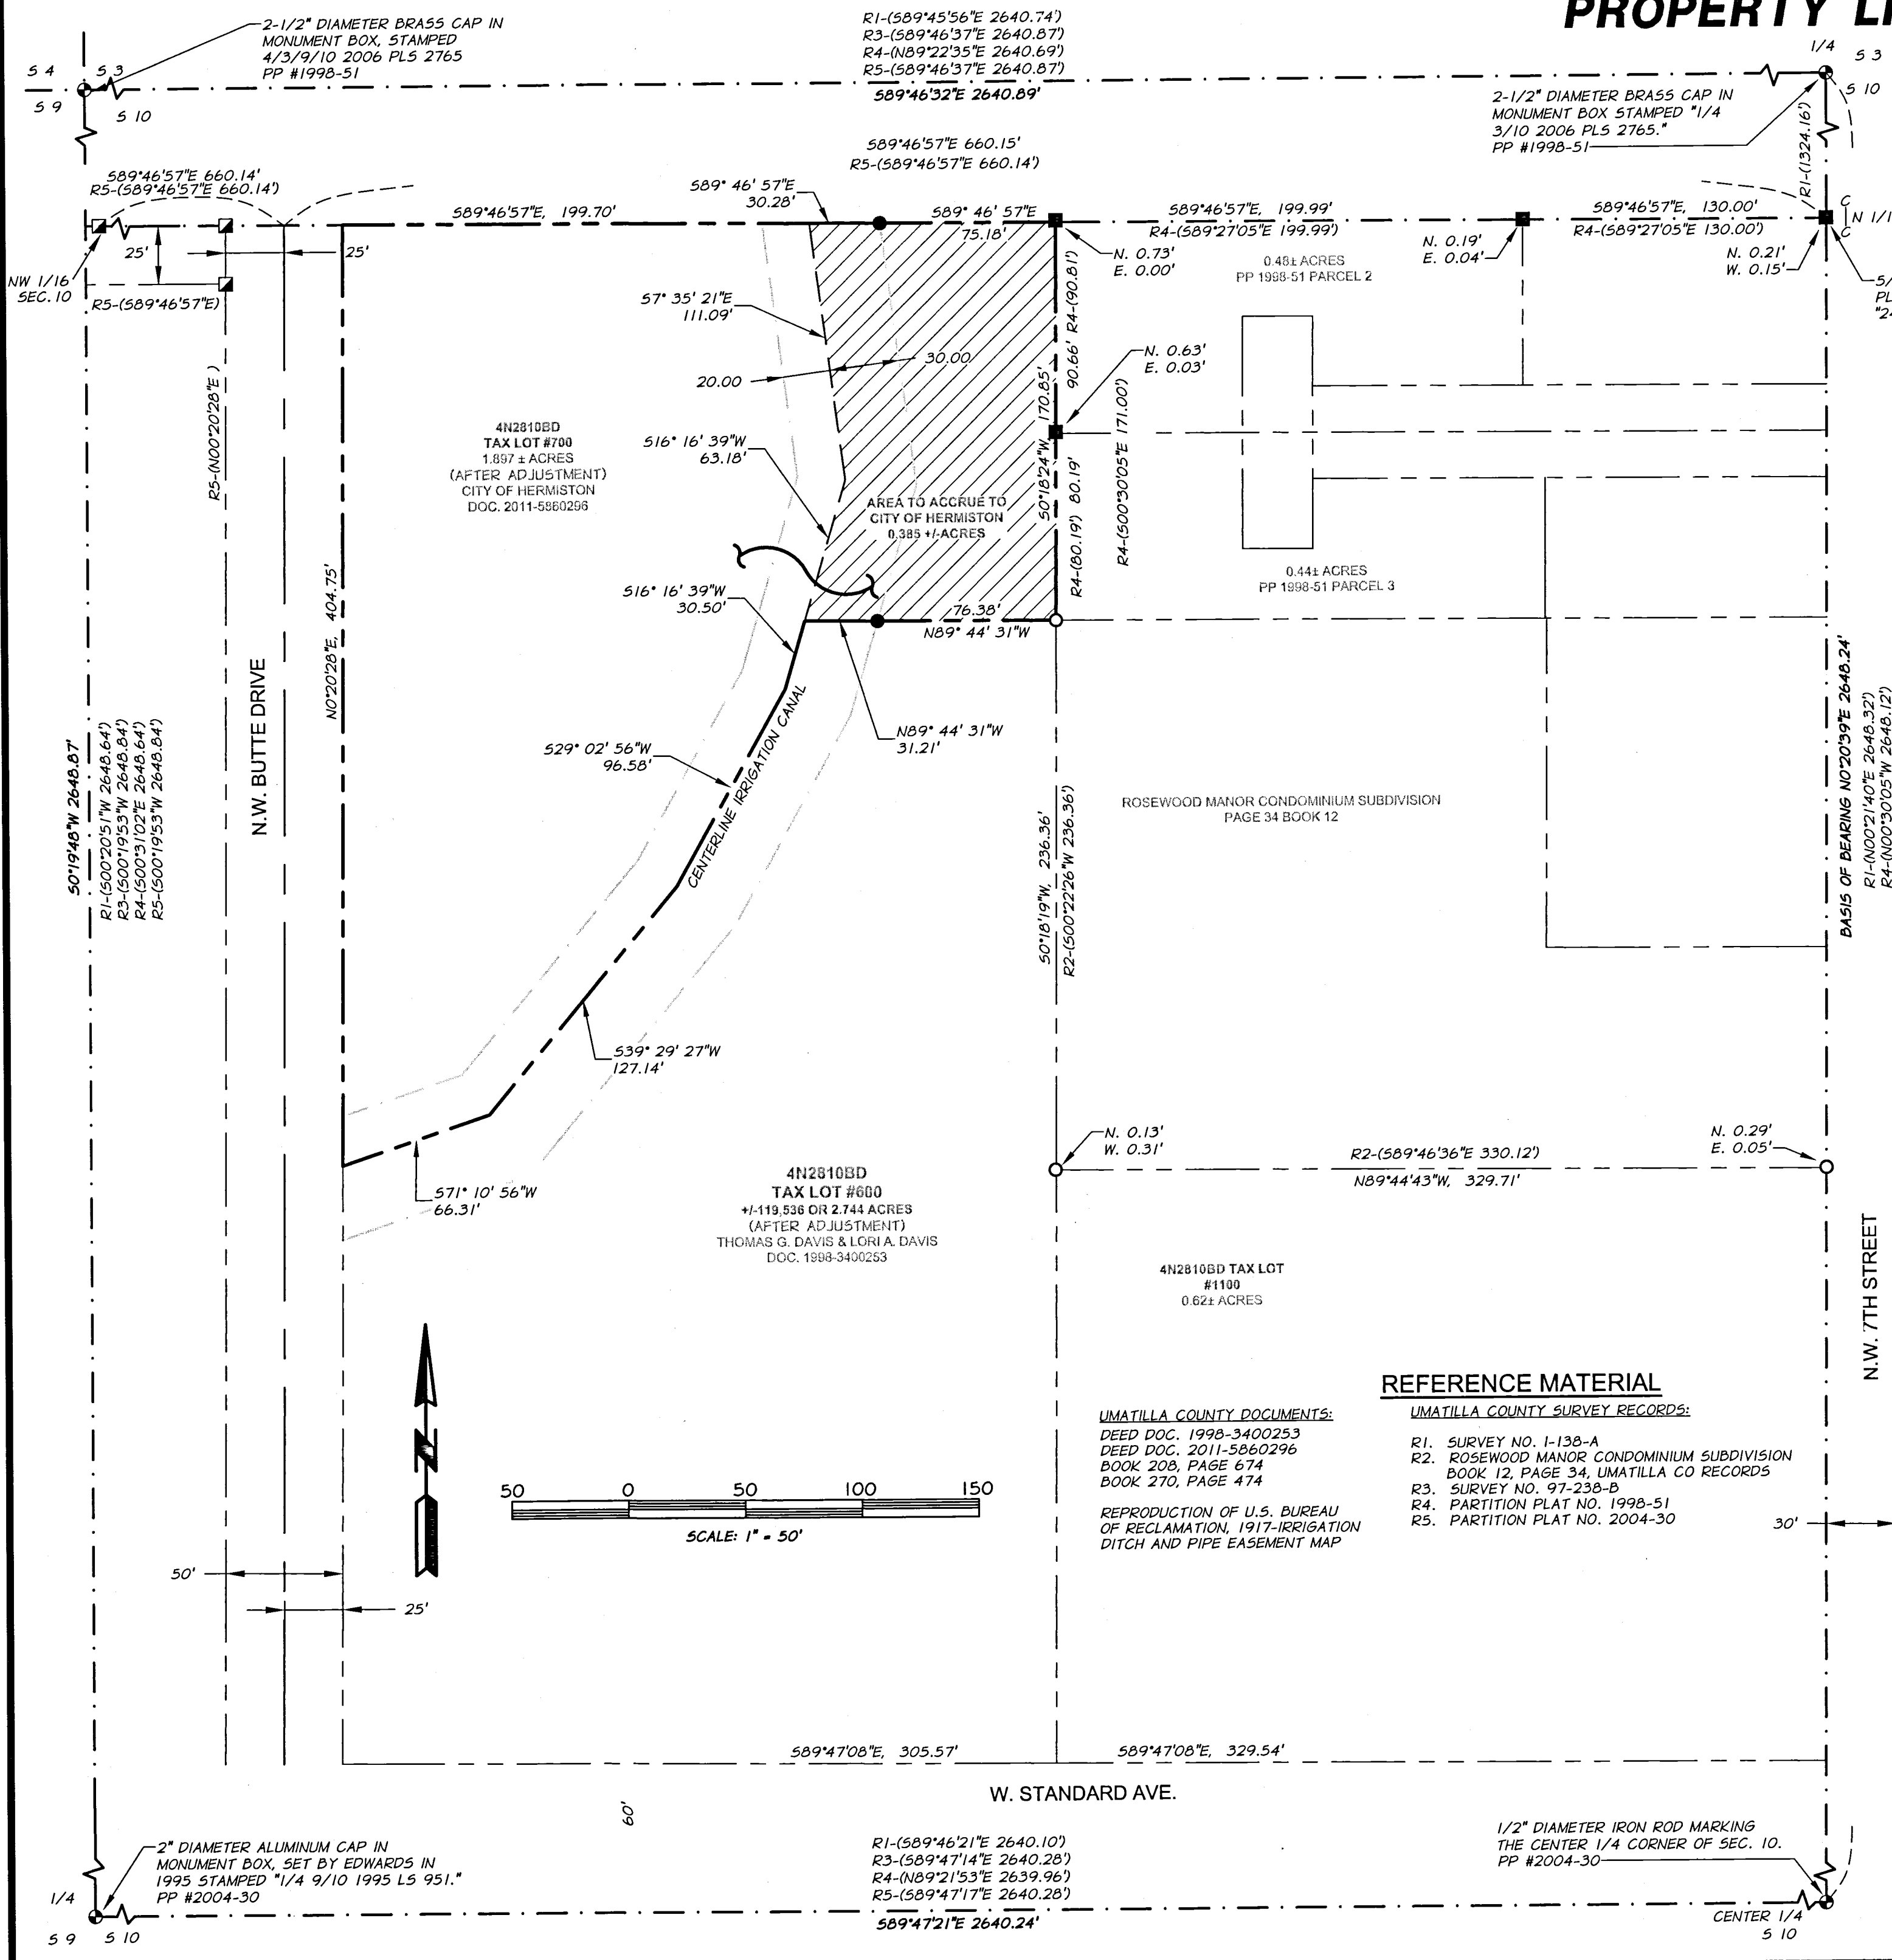 PROPERTY LI
2-1/2" DIAMETER BRASS CAP IN
MONUMENT BOX, STAMPED
4/3/9/10 2006 PLS 2765
PP #1998-51
R1-(S89°45'56"E 2640.74')
R3-(S89°46'37"E 2640.87')
R4-(N89°22'35"E 2640.69')
R5-(S89°46'37"E 2640.87')
S89°46'32"E 2640.89'
S 4
S 3
S 9
S 10
1/4
S 3
S 10
2-1/2" DIAMETER BRASS CAP IN
MONUMENT BOX STAMPED "1/4
3/10 2006 PLS 2765."
PP #1998-51
R1-(1324.16')
S89°46'57"E 660.15'
R5-(S89°46'57"E 660.14')
S89°46'57"E 660.14'
R5-(S89°46'57"E 660.14')
S89°46'57"E, 199.70'
S89° 46' 57"E
30.28'
S89° 46' 57"E
75.18'
S89°46'57"E, 199.99'
R4-(S89°27'05"E 199.99')
S89°46'57"E, 130.00'
R4-(S89°27'05"E 130.00')
C
C
N 1/1
25'
25'
NW 1/16
SEC. 10
R5-(S89°46'57"E)
N. 0.73'
E. 0.00'
N. 0.19'
E. 0.04'
N. 0.21'
W. 0.15'
5/
PL
"24
0.48± ACRES
PP 1998-51 PARCEL 2
S7° 35' 21"E
111.09'
20.00
30.00
N. 0.63'
E. 0.03'
R5-(N00°20'28"E )
90.66' R4-(90.81')
S0°18'24"W 170.85'
R4-(80.19') 80.19'
R4-(S00°30'05"E 171.00')
4N2810BD
TAX LOT #700
1.897 ± ACRES
(AFTER ADJUSTMENT)
CITY OF HERMISTON
DOC. 2011-5860296
S16° 16' 39"W
63.18'
AREA TO ACCRUE TO
CITY OF HERMISTON
0.385 +/-ACRES
0.44± ACRES
PP 1998-51 PARCEL 3
S16° 16' 39"W
30.50'
76.38'
N89° 44' 31"W
N0°20'28"E, 404.75'
N.W. BUTTE DRIVE
N89° 44' 31"W
31.21'
S29° 02' 56"W
96.58'
CENTERLINE IRRIGATION CANAL
S0°19'48"W 2648.87'
R1-(S00°20'51"W 2648.64')
R3-(S00°19'53"W 2648.84')
R4-(S00°31'02"E 2648.64')
R5-(S00°19'53"W 2648.84')
ROSEWOOD MANOR CONDOMINIUM SUBDIVISION
PAGE 34 BOOK 12
S0°18'19"W, 236.36'
R2-(S00°22'26"W 236.36')
BASIS OF BEARING N0°20'39"E 2648.24'
R1-(N00°21'40"E 2648.32')
R4-(N00°30'05"W 2648.12')
S39° 29' 27"W
127.14'
N. 0.13'
W. 0.31'
N. 0.29'
E. 0.05'
R2-(S89°46'36"E 330.12')
N89°44'43"W, 329.71'
S71° 10' 56"W
66.31'
4N2810BD
TAX LOT #600
+/-119,536 OR 2.744 ACRES
(AFTER ADJUSTMENT)
THOMAS G. DAVIS & LORI A. DAVIS
DOC. 1998-3400253
4N2810BD TAX LOT
#1100
0.62± ACRES
N.W. 7TH STREET
N
50 0 50 100 150
SCALE: 1" = 50'
REFERENCE MATERIAL
UMATILLA COUNTY DOCUMENTS:
DEED DOC. 1998-3400253
DEED DOC. 2011-5860296
BOOK 208, PAGE 674
BOOK 270, PAGE 474
REPRODUCTION OF U.S. BUREAU
OF RECLAMATION, 1917-IRRIGATION
DITCH AND PIPE EASEMENT MAP
UMATILLA COUNTY SURVEY RECORDS:
R1. SURVEY NO. 1-138-A
R2. ROSEWOOD MANOR CONDOMINIUM SUBDIVISION
BOOK 12, PAGE 34, UMATILLA CO RECORDS
R3. SURVEY NO. 97-238-B
R4. PARTITION PLAT NO. 1998-51
R5. PARTITION PLAT NO. 2004-30
30'
50'
25'
S89°47'08"E, 305.57'
S89°47'08"E, 329.54'
W. STANDARD AVE.
60'
2" DIAMETER ALUMINUM CAP IN
MONUMENT BOX, SET BY EDWARDS IN
1995 STAMPED "1/4 9/10 1995 LS 951."
PP #2004-30
R1-(S89°46'21"E 2640.10')
R3-(S89°47'14"E 2640.28')
R4-(N89°21'53"E 2639.96')
R5-(S89°47'17"E 2640.28')
S89°47'21"E 2640.24'
1/2" DIAMETER IRON ROD MARKING
THE CENTER 1/4 CORNER OF SEC. 10.
PP #2004-30
1/4
S 9
S 10
CENTER 1/4
S 10